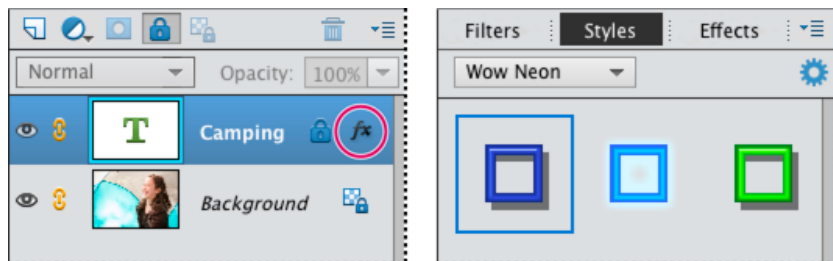 Filters Styles Effects
Normal Opacity: 100%
Wow Neon
T Camping fx
Background